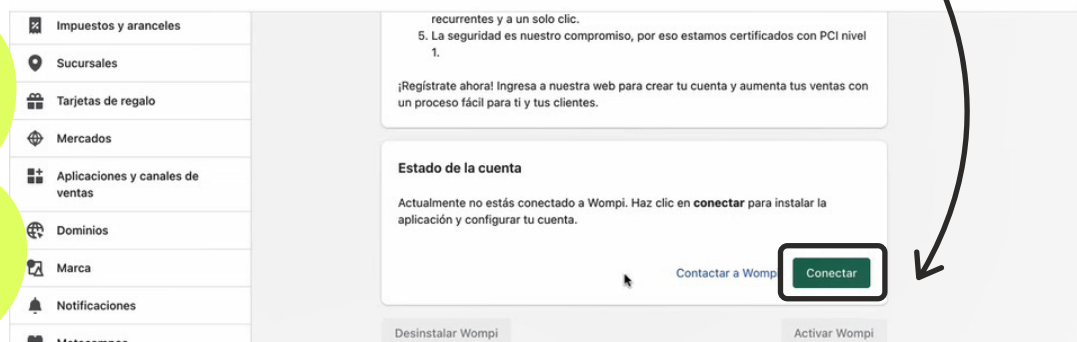 Impuestos y aranceles
Sucursales
Tarjetas de regalo
Mercados
Aplicaciones y canales de
ventas
Dominios
Marca
Notificaciones
recurrentes y a un solo clic.
5. La seguridad es nuestro compromiso, por eso estamos certificados con PCI nivel
1.
¡Regístrate ahora! Ingresa a nuestra web para crear tu cuenta y aumenta tus ventas con
un proceso fácil para ti y tus clientes.
Estado de la cuenta
Actualmente no estás conectado a Wompi. Haz clic en conectar para instalar la
aplicación y configurar tu cuenta.
Contactar a Womp
Conectar
Desinstalar Wompi
Activar Wompi